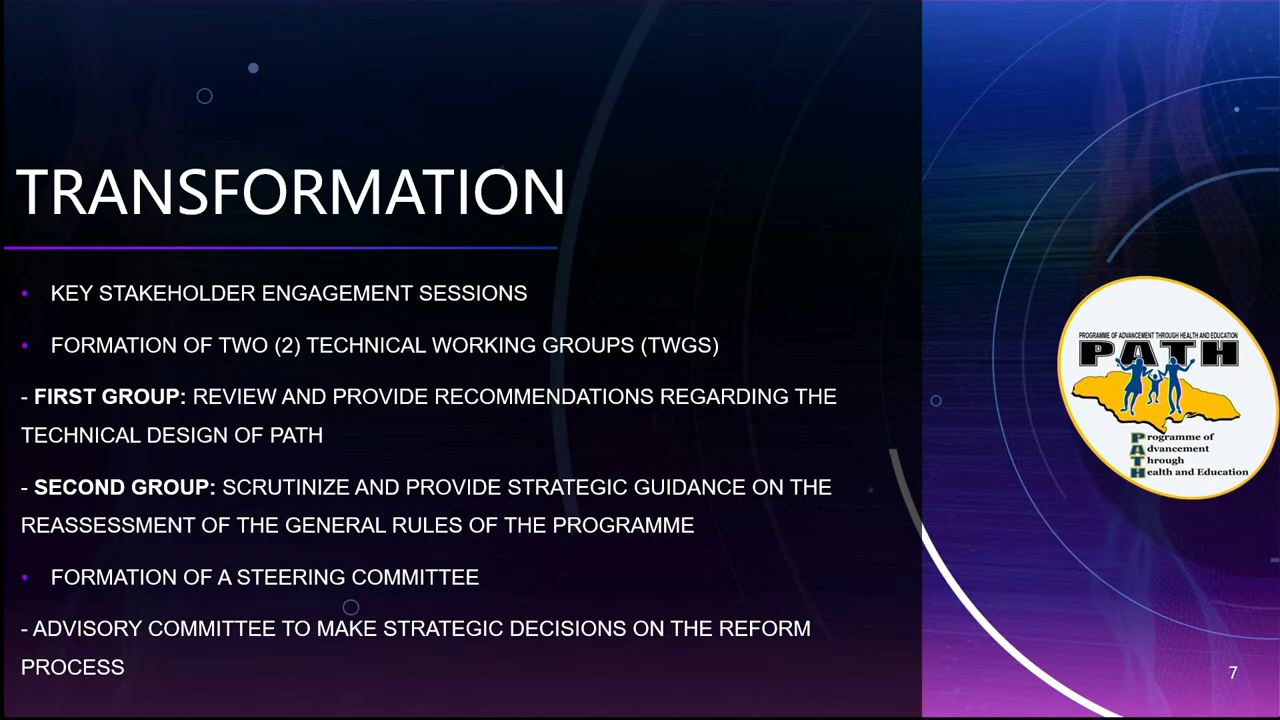 TRANSFORMATION
• KEY STAKEHOLDER ENGAGEMENT SESSIONS
• FORMATION OF TWO (2) TECHNICAL WORKING GROUPS (TWGS)
- FIRST GROUP: REVIEW AND PROVIDE RECOMMENDATIONS REGARDING THE
TECHNICAL DESIGN OF PATH
- SECOND GROUP: SCRUTINIZE AND PROVIDE STRATEGIC GUIDANCE ON THE
REASSESSMENT OF THE GENERAL RULES OF THE PROGRAMME
• FORMATION OF A STEERING COMMITTEE
- ADVISORY COMMITTEE TO MAKE STRATEGIC DECISIONS ON THE REFORM
PROCESS
PROGRAMME OF ADVANCEMENT THROUGH HEALTH AND EDUCATION
PATH
Programme of
Advancement
Through
Health and Education
7